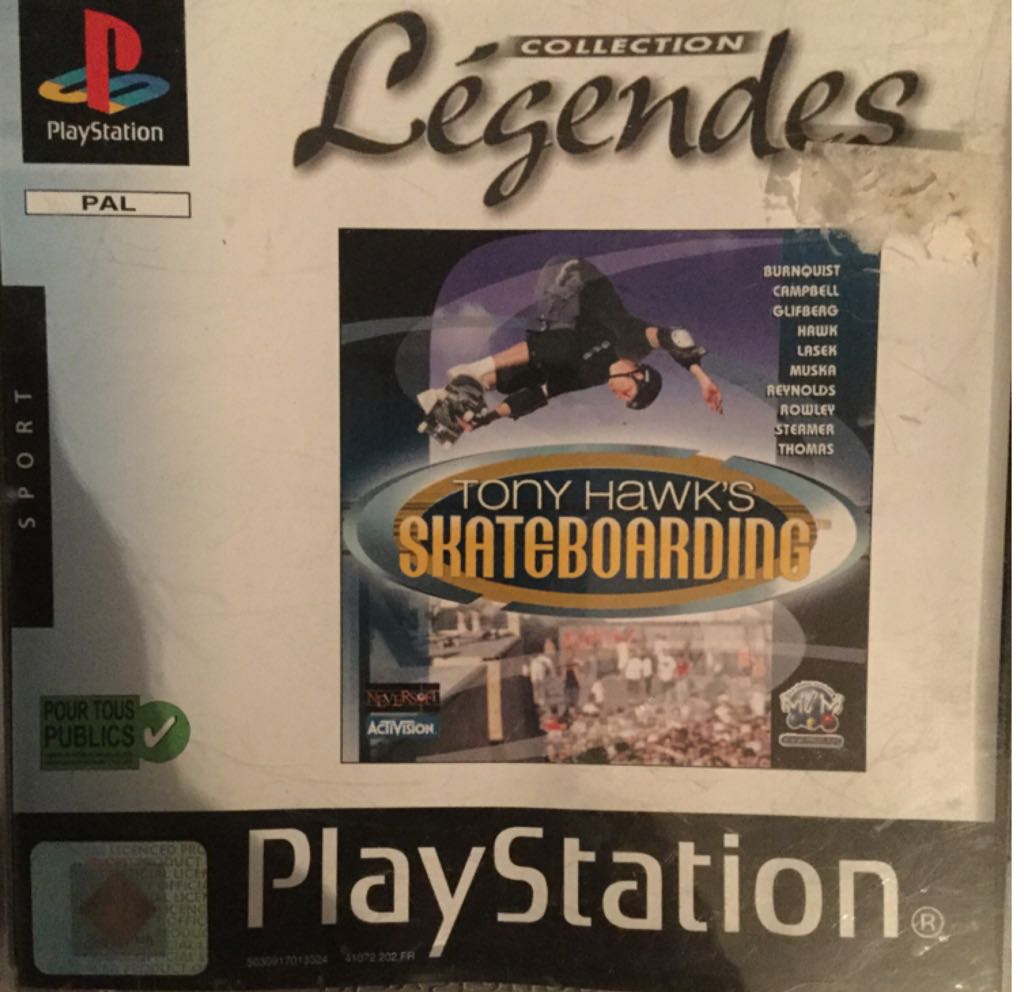 PlayStation
COLLECTION
Légendes
PAL
BURNQUIST
CAMPBELL
GLIFBERG
HAWK
LASEK
MUSKA
REYNOLDS
ROWLEY
STEAMER
THOMAS
SPORT
TONY HAWK'S
SKATEBOARDING
NEVERSOFT
ACTIVISION
POUR TOUS
PUBLICS
PlayStation®